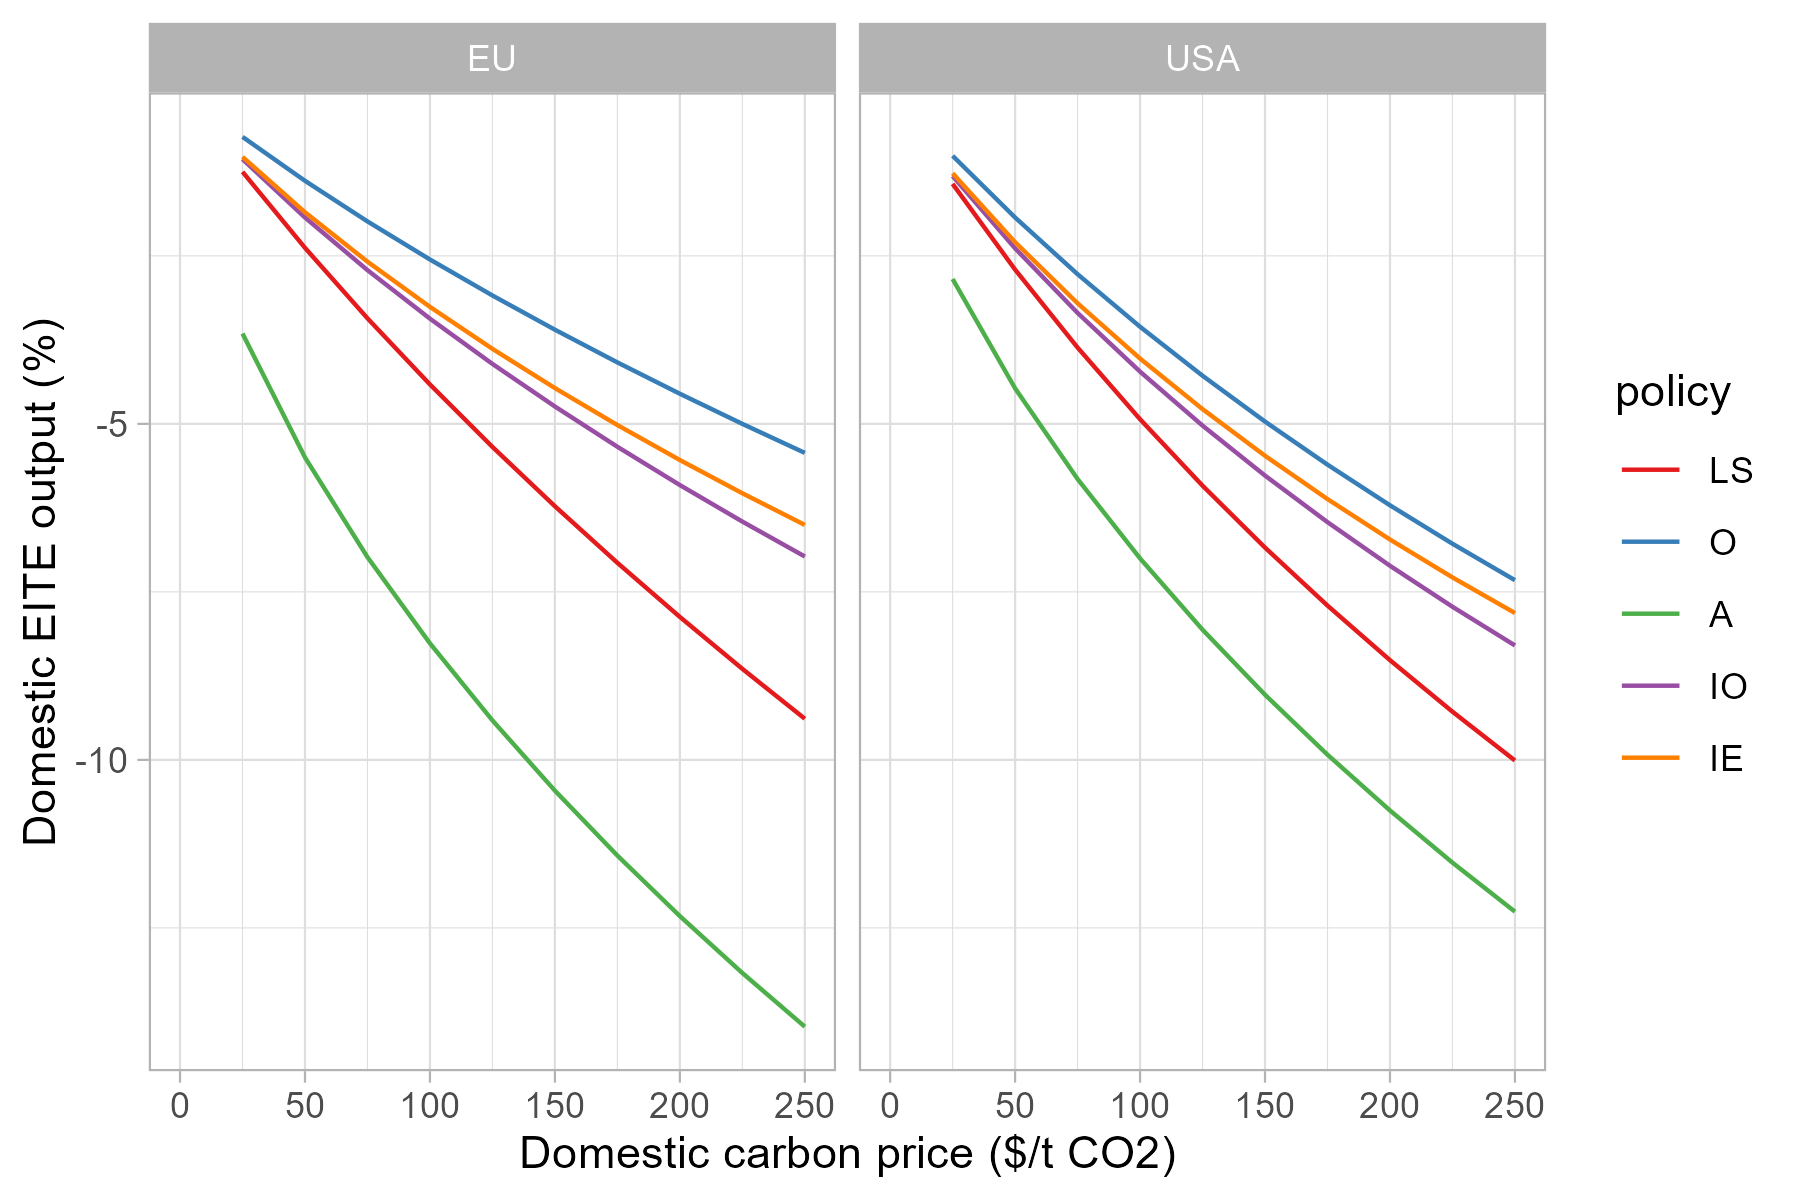 EU
USA
Domestic EITE output (%)
-5
-10
0 50 100 150 200 250
0 50 100 150 200 250
Domestic carbon price ($/t CO2)
policy
LS
O
A
IO
IE